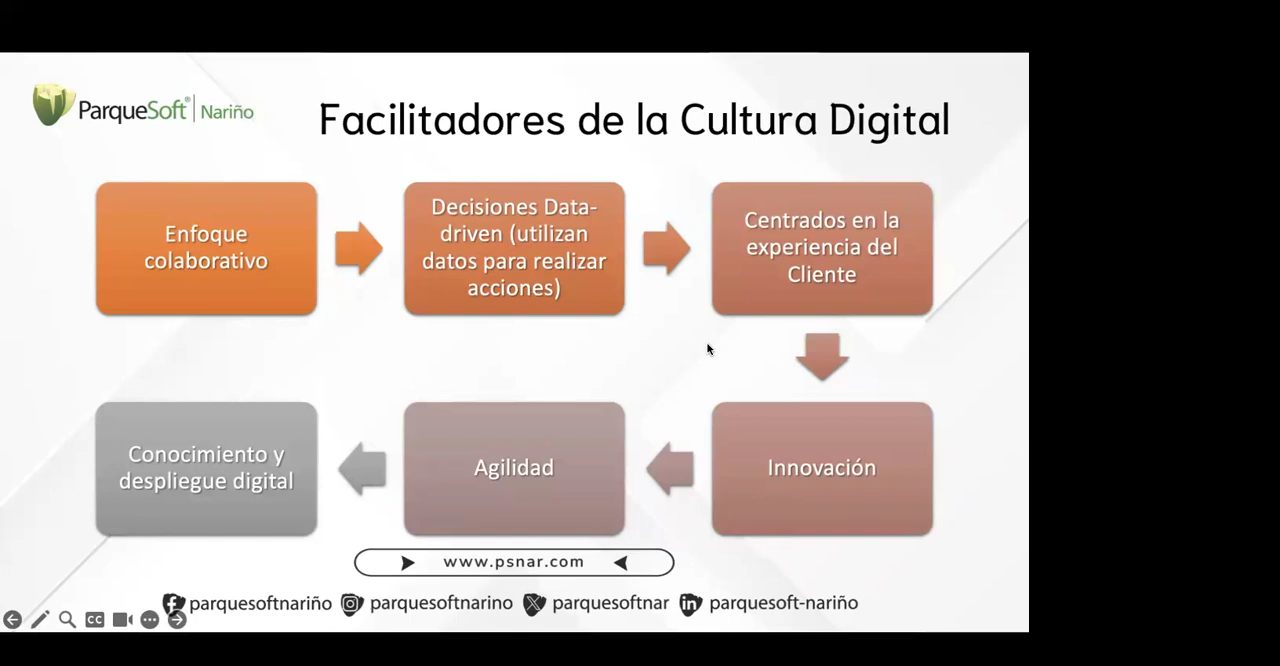 ParqueSoft® | Nariño
Facilitadores de la Cultura Digital
Enfoque
colaborativo
Decisiones Data-
driven (utilizan
datos para realizar
acciones)
Centrados en la
experiencia del
Cliente
Innovación
Agilidad
Conocimiento y
despliegue digital
www.psnar.com
parquesoftnariño parquesoftnarino parquesoftnar parquesoft-nariño
CC